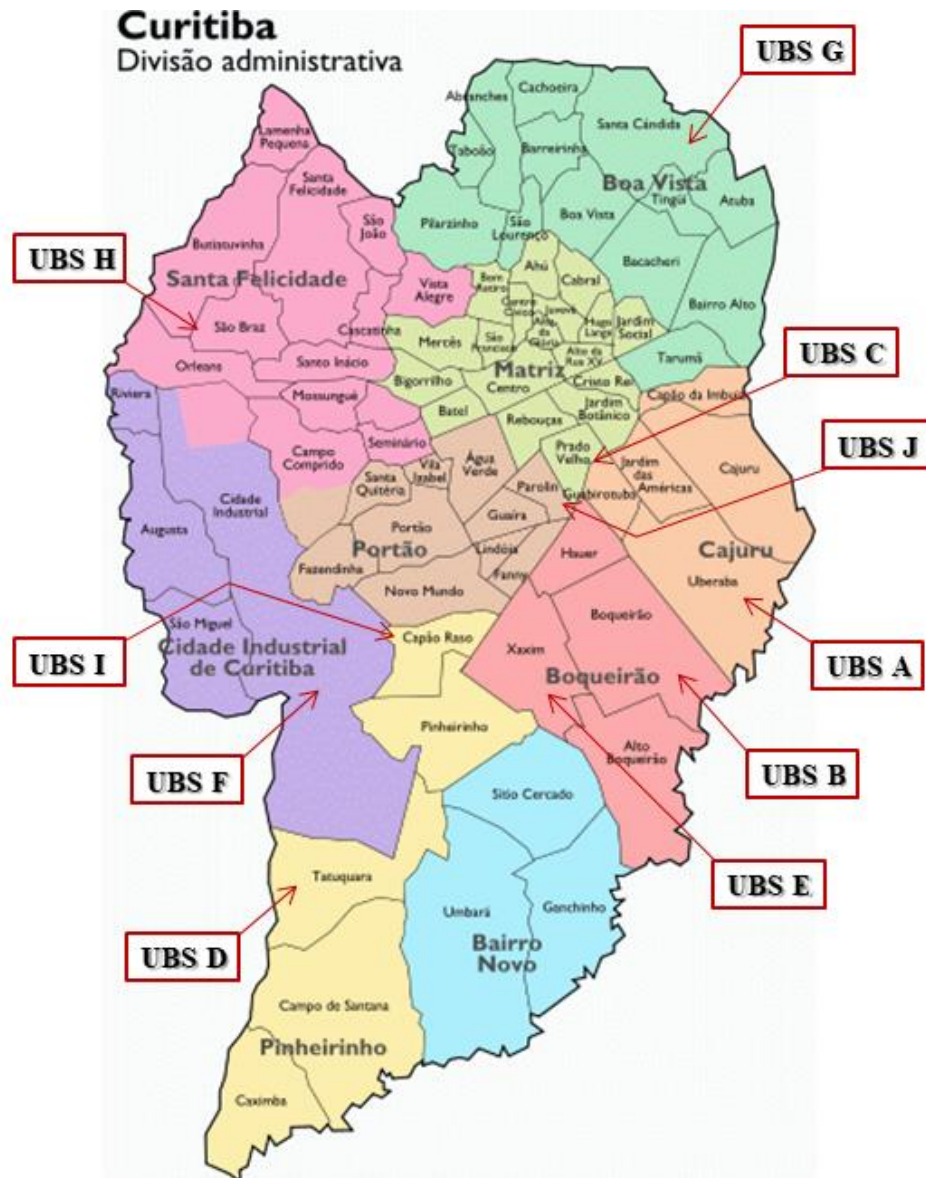 Curitiba
Divisão administrativa
UBS G
Cachoeira
Abranches
Santa Cándida
Lamenha
Pequena
Taboão
Barreirinha
Santa
Felicidade
Boa Vista
Tingüi
Atuba
São
João
Pilarzinho
São
Lourenço
Boa Vista
Butiatuvinha
UBS H
Santa Felicidade
Vista
Alegre
Bom
Retiro
Ahú
Cabral
Bacacheri
Bairro Alto
Centro
Cívico
Juvevê
São Braz
Cascatinha
Mercês
São
Francisco
Alto da
Glória
Hugo
Lange
Jardim
Social
UBS C
Orleans
Santo Inácio
Matriz
Alto da
Rua XV
Tarumã
Bigorrilho
Centro
Cristo Rei
Riviera
Mossunguê
Batel
Rebouças
Jardim
Botânico
Capão da Imbuia
UBS J
Campo
Comprido
Seminário
Água
Verde
Prado
Velho
Jardim
das
Américas
Cajuru
Vila
Izabel
Santa
Quitéria
Parolin
Guabirotuba
Cidade
Industrial
Augusta
Portão
Guaíra
Portão
Lindóia
Hauer
Cajuru
Fazendinha
Fanny
Uberaba
Novo Mundo
Boqueirão
São Miguel
Capão Raso
Xaxim
UBS I
Cidade Industrial
de Curitiba
Boqueirão
UBS A
Pinheirinho
Alto
Boqueirão
UBS F
UBS B
Sitio Cercado
Tatuquara
UBS E
Umbará
Ganchinho
UBS D
Bairro
Novo
Campo de Santana
Pinheirinho
Caximba